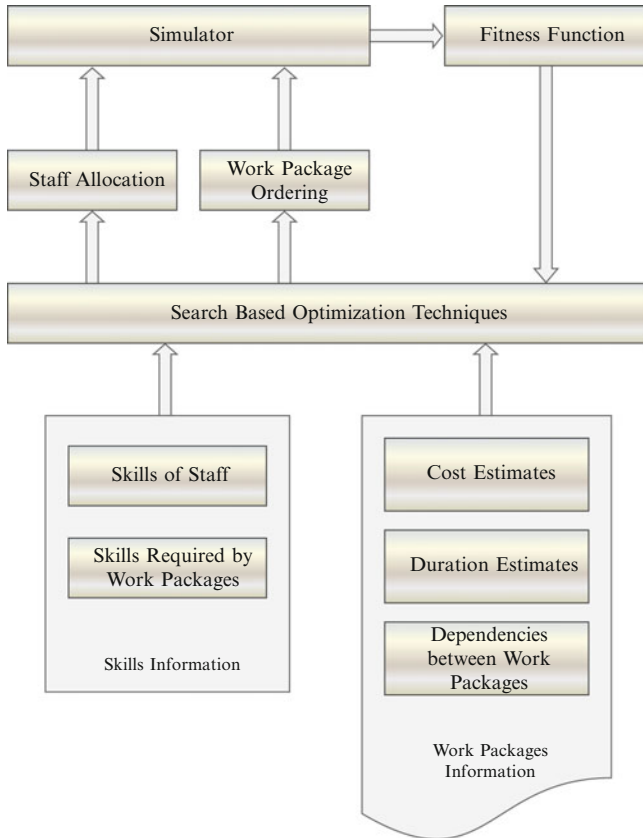 Simulator
Fitness Function
Staff Allocation
Work Package
Ordering
Search Based Optimization Techniques
Skills of Staff
Skills Required by
Work Packages
Skills Information
Cost Estimates
Duration Estimates
Dependencies
between Work
Packages
Work Packages
Information